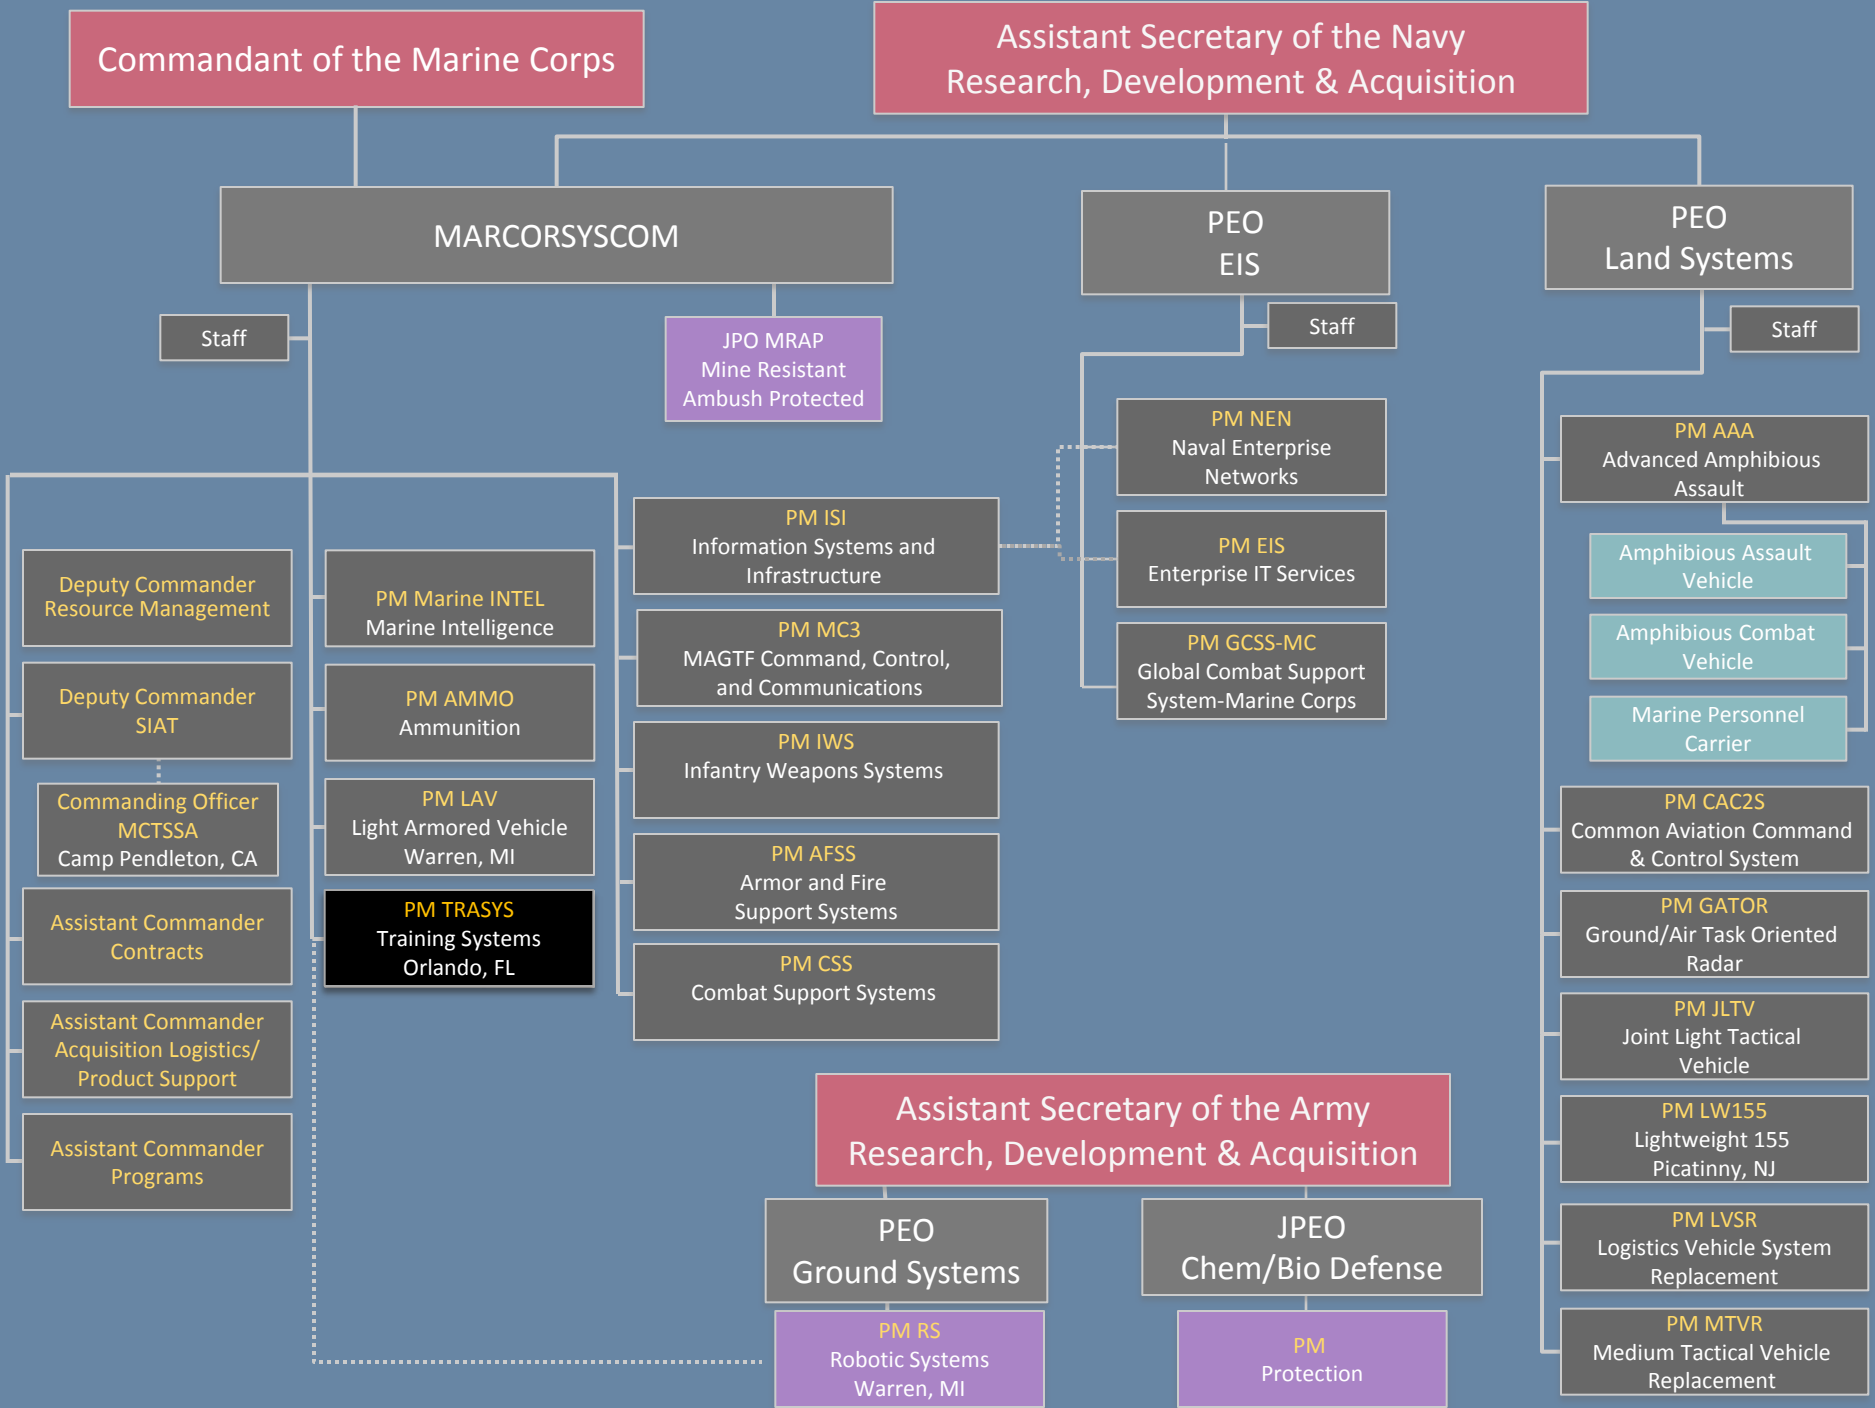 Commandant of the Marine Corps
Assistant Secretary of the Navy
Research, Development & Acquisition
MARCORSYSCOM
PEO
EIS
PEO
Land Systems
Staff
JPO MRAP
Mine Resistant
Ambush Protected
Staff
Staff
Deputy Commander
Resource Management
Deputy Commander
SIAT
Commanding Officer
MCTSSA
Camp Pendleton, CA
Assistant Commander
Contracts
Assistant Commander
Acquisition Logistics/
Product Support
Assistant Commander
Programs
PM Marine INTEL
Marine Intelligence
PM AMMO
Ammunition
PM LAV
Light Armored Vehicle
Warren, MI
PM TRASYS
Training Systems
Orlando, FL
PM ISI
Information Systems and
Infrastructure
PM MC3
MAGTF Command, Control,
and Communications
PM IWS
Infantry Weapons Systems
PM AFSS
Armor and Fire
Support Systems
PM CSS
Combat Support Systems
PM NEN
Naval Enterprise
Networks
PM EIS
Enterprise IT Services
PM GCSS-MC
Global Combat Support
System-Marine Corps
PM AAA
Advanced Amphibious
Assault
Amphibious Assault
Vehicle
Amphibious Combat
Vehicle
Marine Personnel
Carrier
PM CAC2S
Common Aviation Command
& Control System
PM GATOR
Ground/Air Task Oriented
Radar
PM JLTV
Joint Light Tactical
Vehicle
PM LW155
Lightweight 155
Picatinny, NJ
PM LVSR
Logistics Vehicle System
Replacement
PM MTVR
Medium Tactical Vehicle
Replacement
Assistant Secretary of the Army
Research, Development & Acquisition
PEO
Ground Systems
JPEO
Chem/Bio Defense
PM RS
Robotic Systems
Warren, MI
PM
Protection